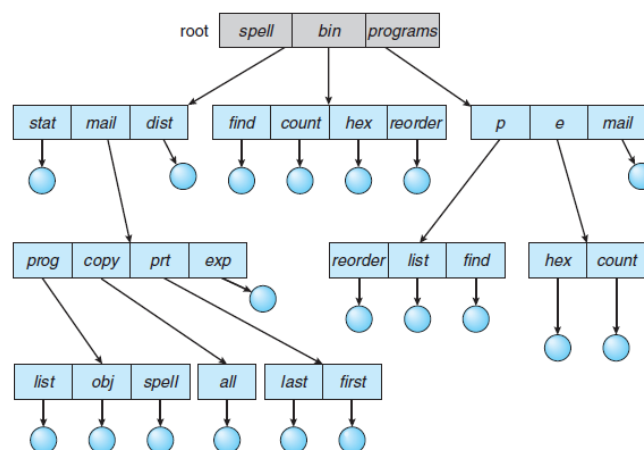 root spell bin programs
stat mail dist find count hex reorder p e mail
prog copy prt exp reorder list find hex count
list obj spell all last first